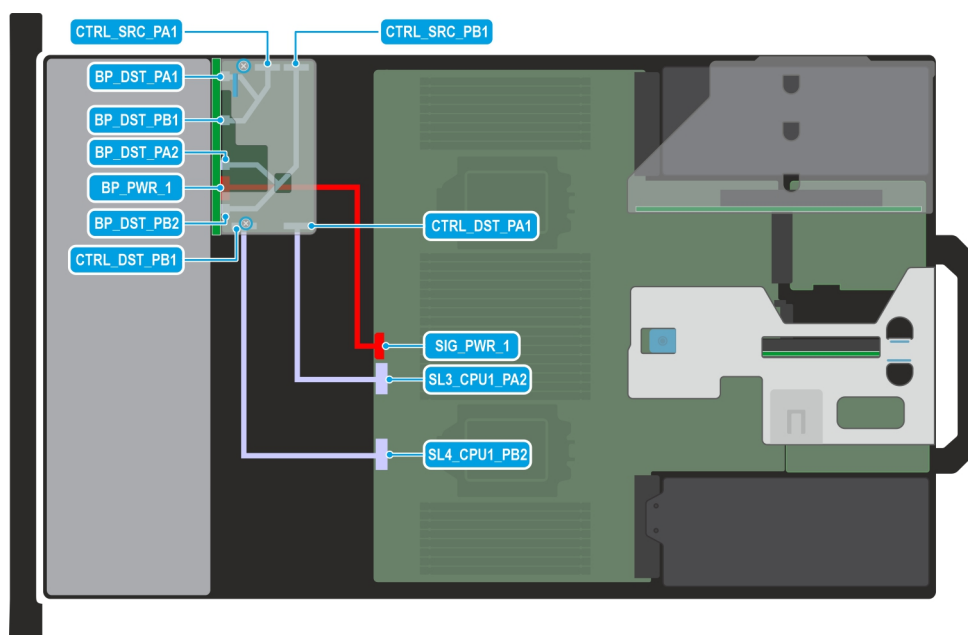 CTRL_SRC_PA1
CTRL_SRC_PB1
BP_DST_PA1
BP_DST_PB1
BP_DST_PA2
BP_PWR_1
BP_DST_PB2
CTRL_DST_PA1
CTRL_DST_PB1
SIG_PWR_1
SL3_CPU1_PA2
SL4_CPU1_PB2